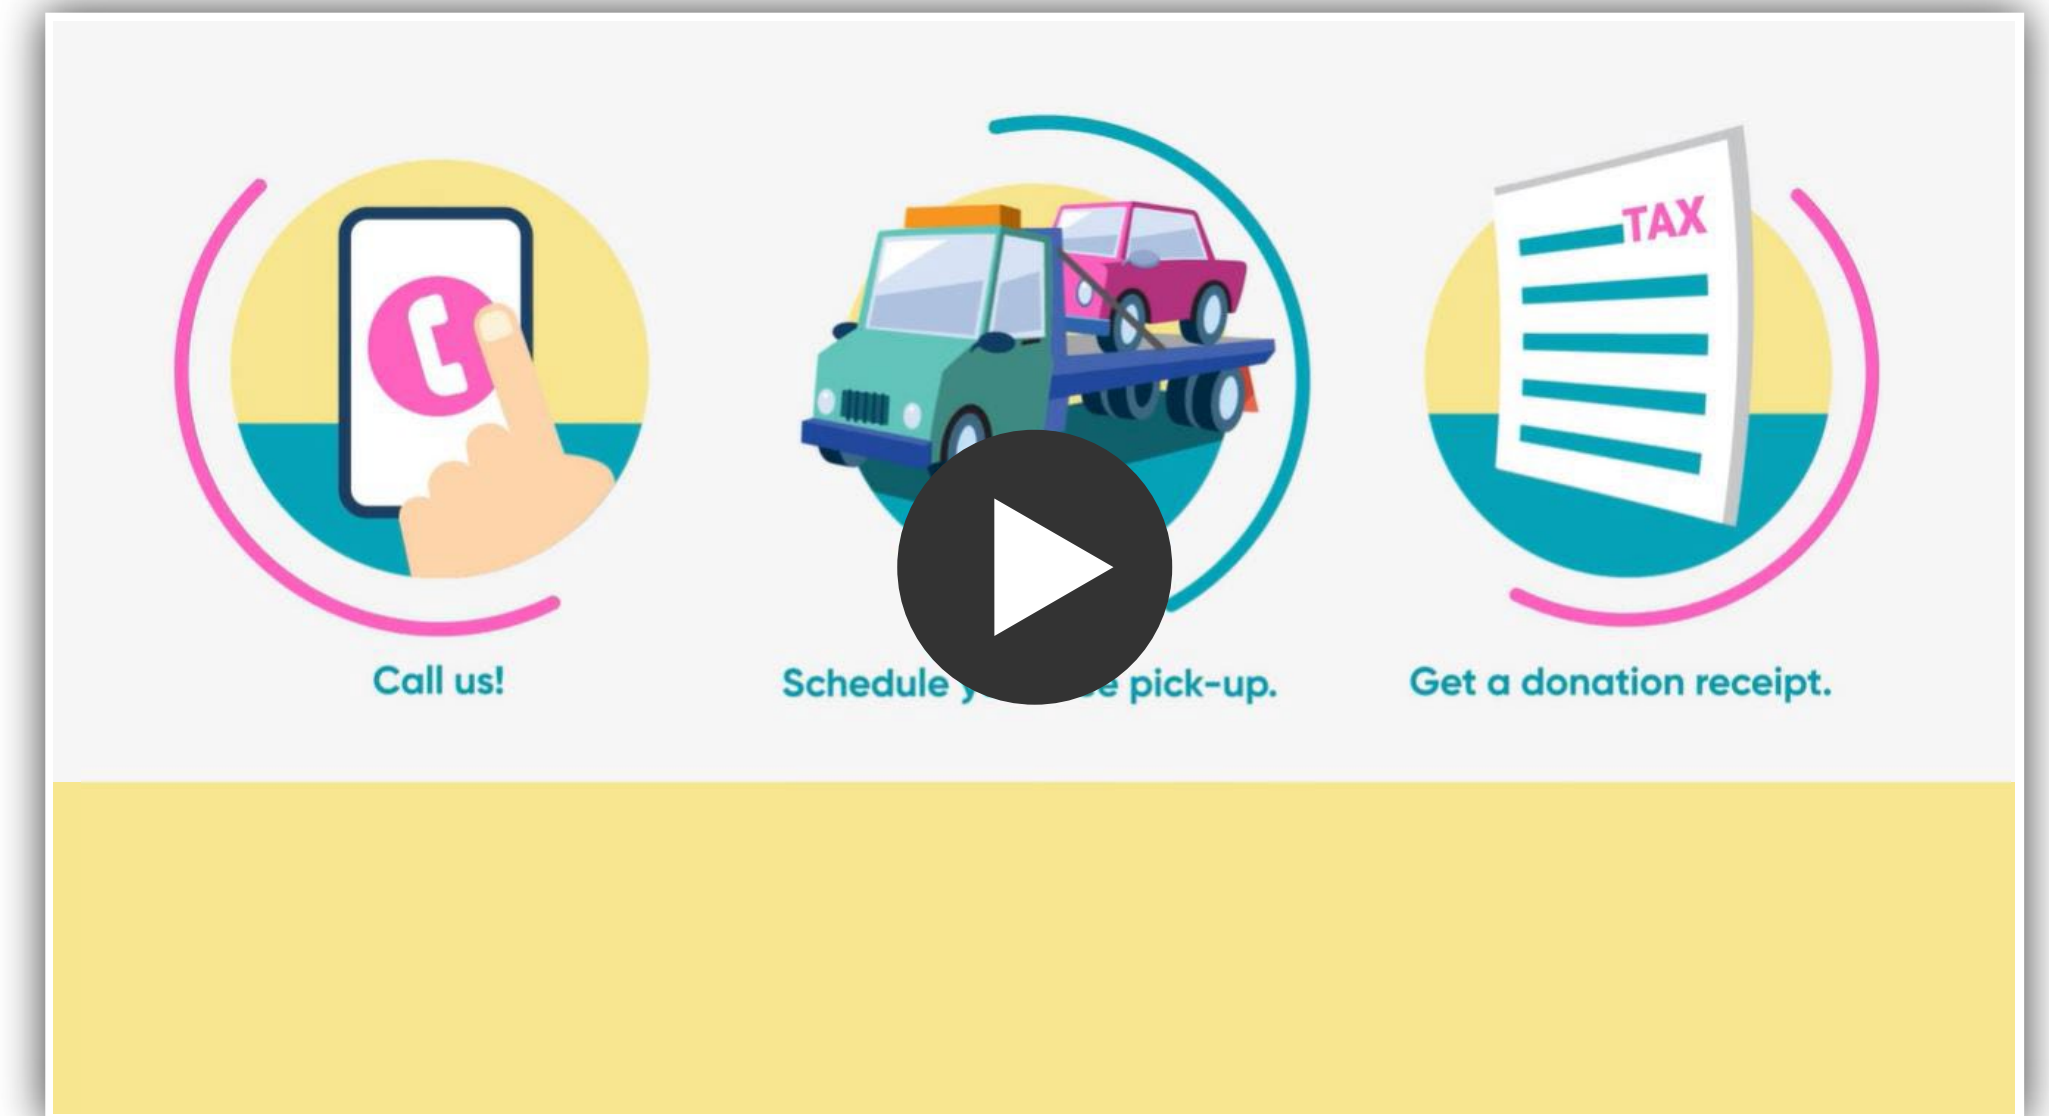 TAX
Call us!
Schedule pick-up.
Get a donation receipt.